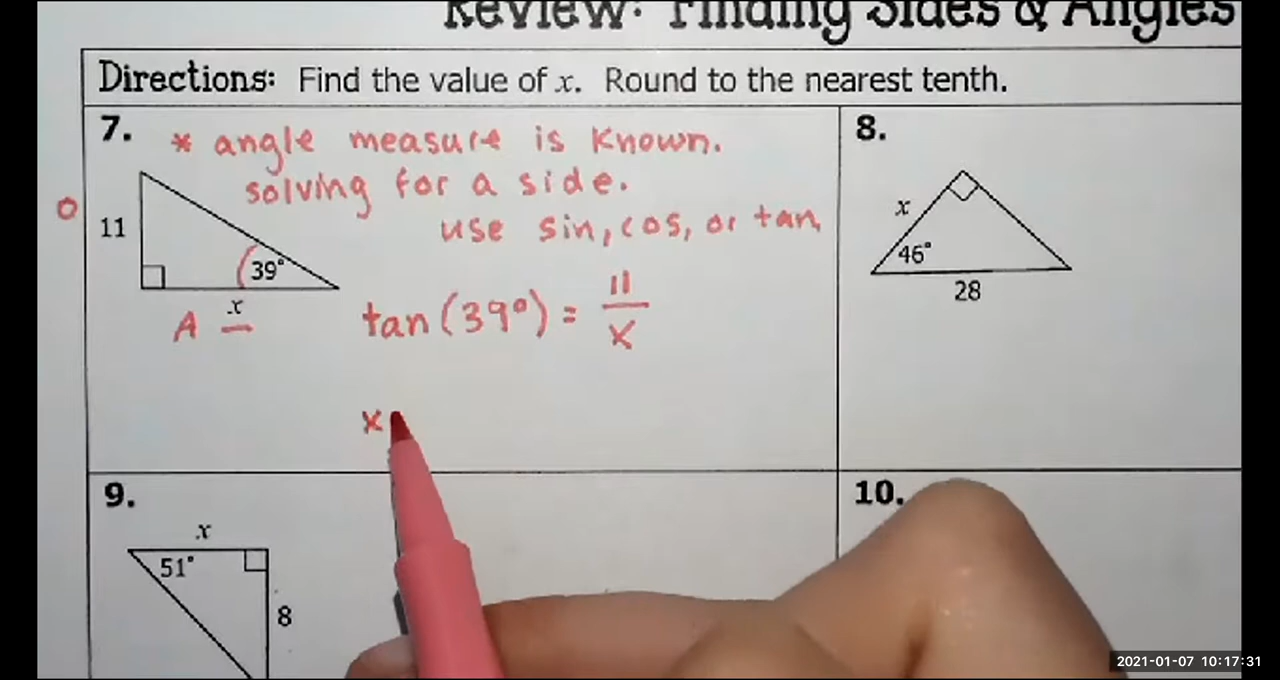 Review: Finding Sides & Angles
Directions: Find the value of x. Round to the nearest tenth.
7.
* angle measure is known.
solving for a side.
use sin, cos, or tan,
O
11
39°
x
A
tan (39°) = 11/x
x
8.
x
46°
28
9.
x
51°
8
10.
2021-01-07 10:17:31